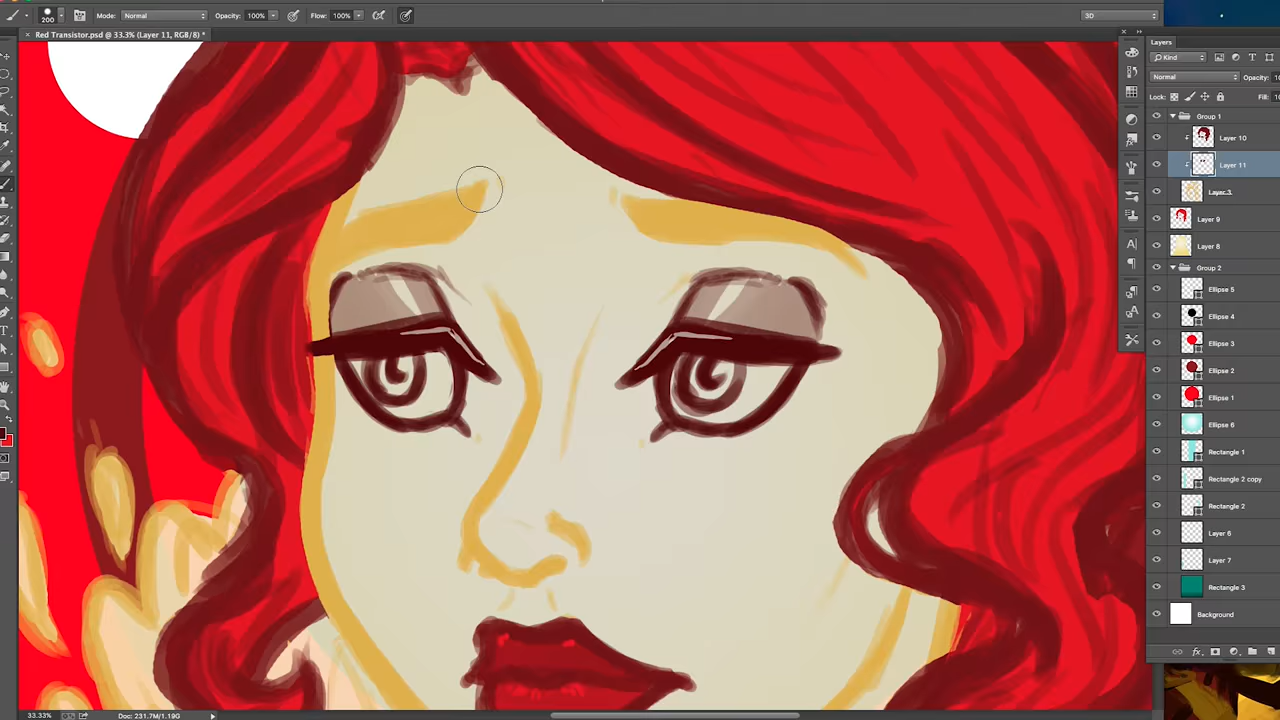 200 Mode: Normal Opacity: 100% Flow: 100% 3D
× Red Transistor.psd @ 33.3% (Layer 11, RGB/8) *
Layers
Kind
Normal Opacity: 10
Lock: Fill: 10
Group 1
Layer 10
Layer 11
Layer 3
Layer 9
Layer 8
Group 2
Ellipse 5
Ellipse 4
Ellipse 3
Ellipse 2
Ellipse 1
Ellipse 6
Rectangle 1
Rectangle 2 copy
Rectangle 2
Layer 6
Layer 7
Rectangle 3
Background
33.33% Doc: 231.7M/1.19G